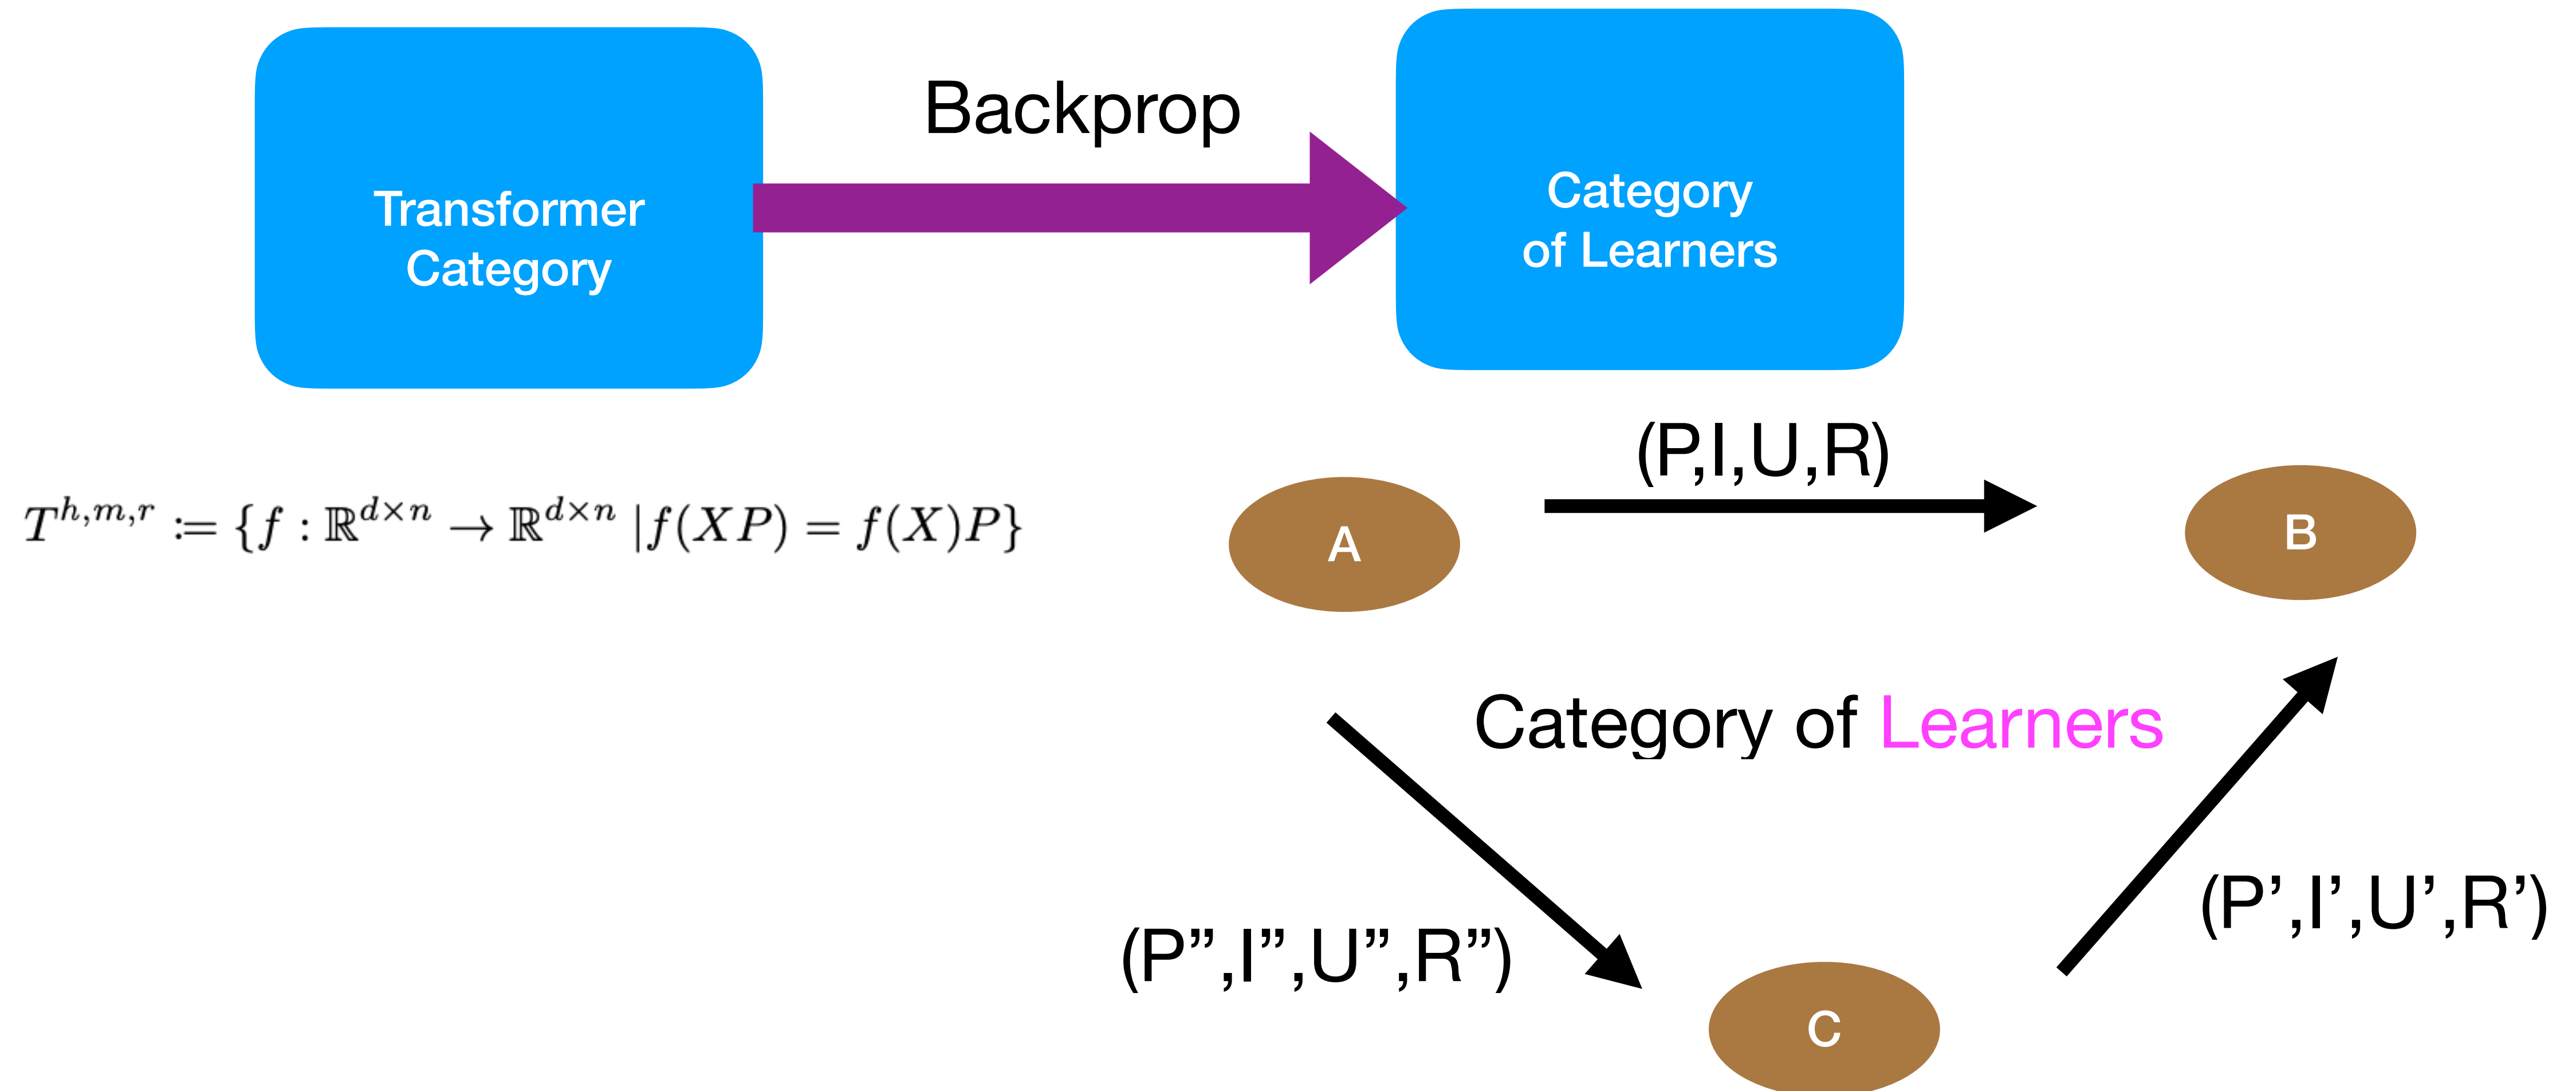 Backprop
Transformer
Category
Category
of Learners
(P,I,U,R)
T^{h,m,r} := {f : ℝ^{d×n} → ℝ^{d×n} |f(XP) = f(X)P}
A
B
Category of Learners
(P’,I’,U’,R’)
(P”,I”,U”,R”)
C